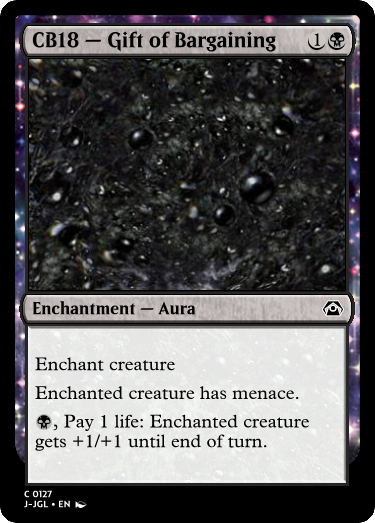 CB18 — Gift of Bargaining 1
Enchantment — Aura
Enchant creature
Enchanted creature has menace.
, Pay 1 life: Enchanted creature
gets +1/+1 until end of turn.
C 0127
J-JGL • EN